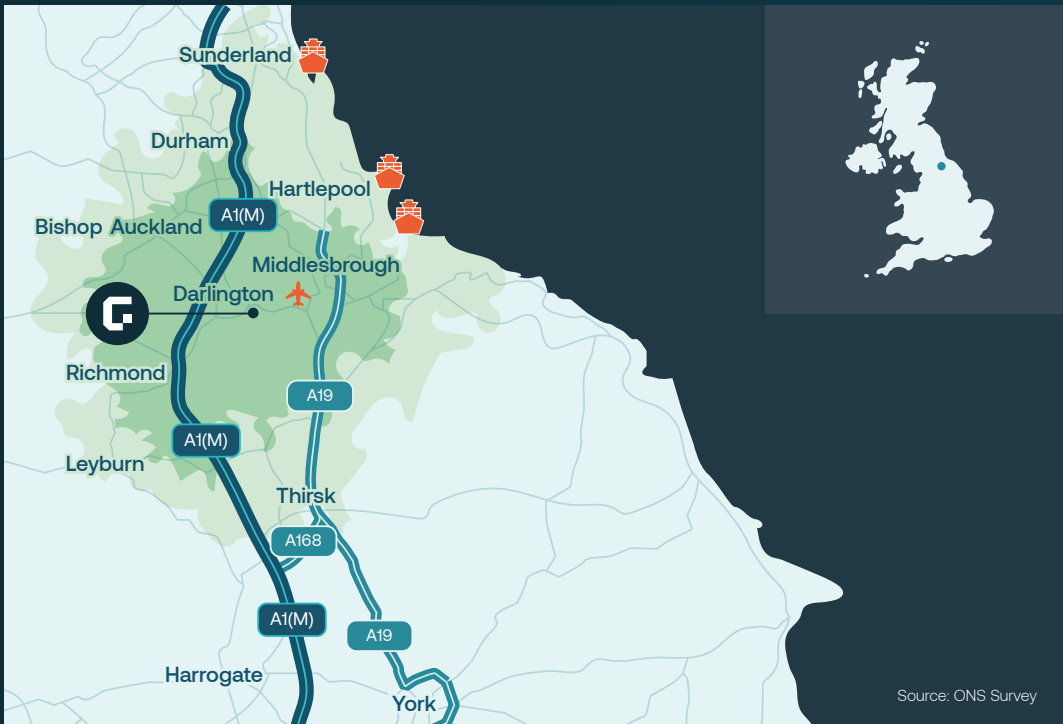 Sunderland
Durham
Hartlepool
A1(M)
Bishop Auckland
Middlesbrough
Darlington
Richmond
A19
A1(M)
Leyburn
Thirsk
A168
A1(M)
A19
Harrogate
York
Source: ONS Survey